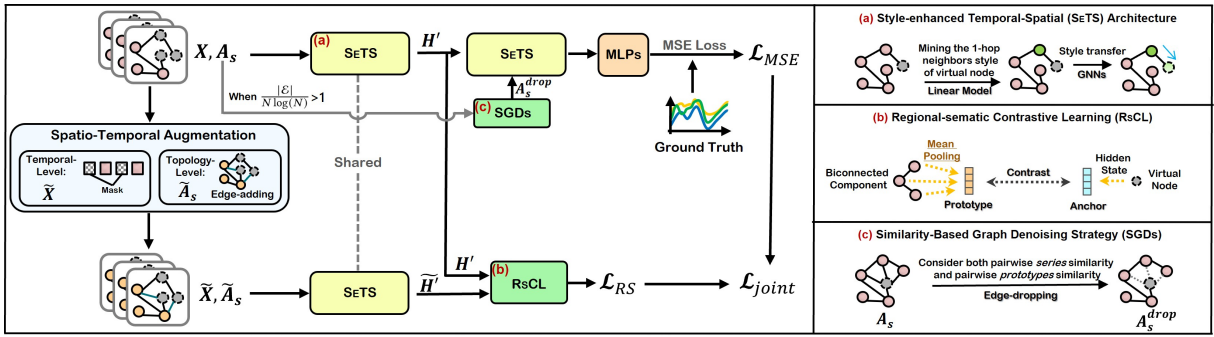 X, A_s
(a)
SETS
H′
SETS
MLPs
MSE Loss
ℒ_MSE
When |ℰ| / N log(N) >1
A_s^drop
(c)
SGDs
Ground Truth
Spatio-Temporal Augmentation
Temporal-
Level:
X̃
Mask
Topology-
Level:
Ã_s
Edge-adding
Shared
X̃, Ã_s
SETS
H′
H̃′
(b)
RSCL
ℒ_RS
ℒ_joint
(a) Style-enhanced Temporal-Spatial (SETS) Architecture
Mining the 1-hop
neighbors style
of virtual node
Linear Model
Style transfer
GNNs
(b) Regional-sematic Contrastive Learning (RSCL)
Mean
Pooling
Biconnected
Component
Prototype
Contrast
Anchor
Hidden
State
Virtual
Node
(c) Similarity-Based Graph Denoising Strategy (SGDs)
Consider both pairwise series similarity
and pairwise prototypes similarity
Edge-dropping
A_s
A_s^drop